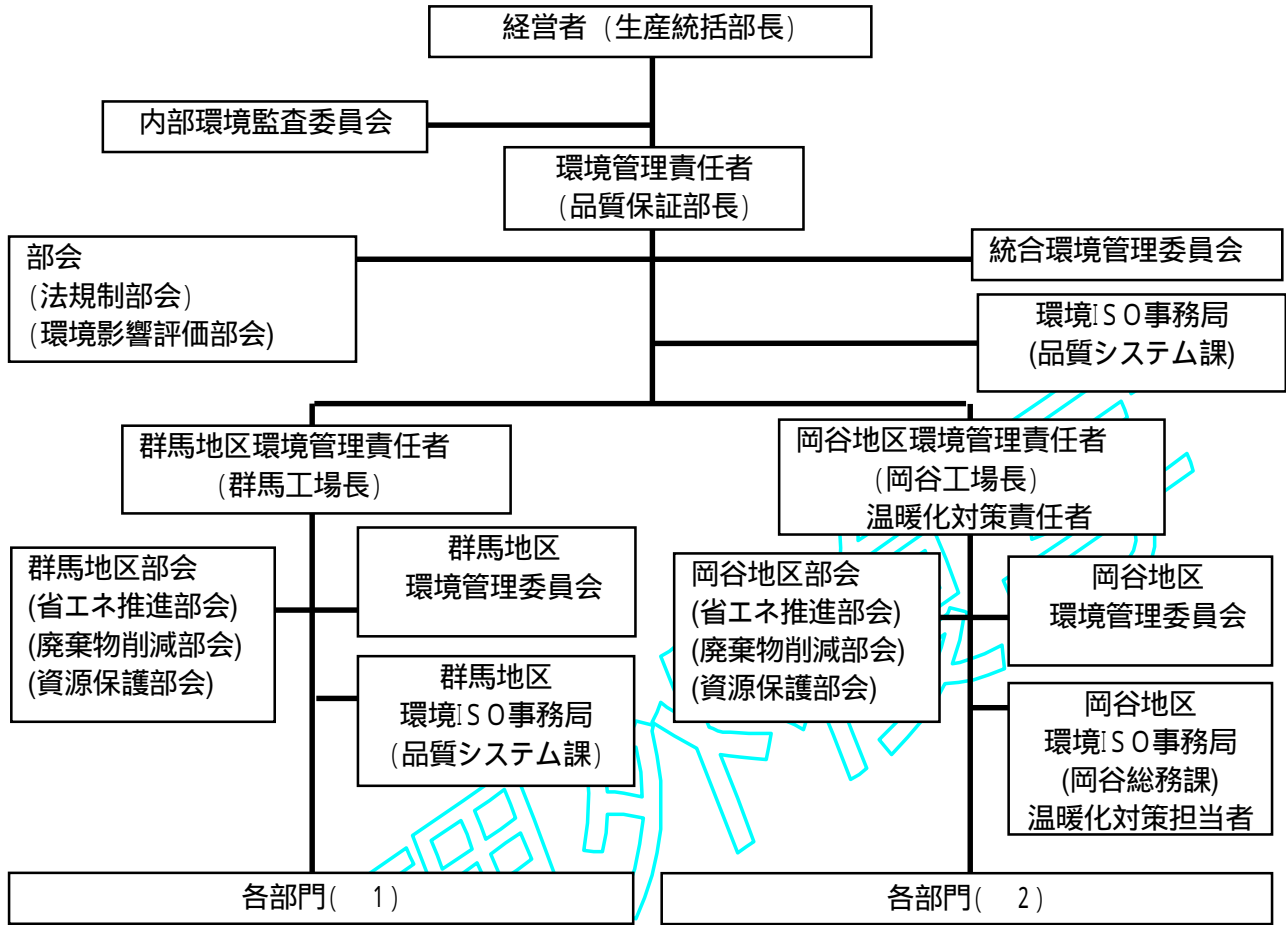 経営者 (生産統括部長)
内部環境監査委員会
環境管理責任者
(品質保証部長)
部会
(法規制部会)
(環境影響評価部会)
統合環境管理委員会
環境ISO事務局
(品質システム課)
群馬地区環境管理責任者
(群馬工場長)
岡谷地区環境管理責任者
(岡谷工場長)
温暖化対策責任者
群馬地区部会
(省エネ推進部会)
(廃棄物削減部会)
(資源保護部会)
群馬地区
環境管理委員会
群馬地区
環境ISO事務局
(品質システム課)
岡谷地区部会
(省エネ推進部会)
(廃棄物削減部会)
(資源保護部会)
岡谷地区
環境管理委員会
岡谷地区
環境ISO事務局
(岡谷総務課)
温暖化対策担当者
各部門( 1)
各部門( 2)